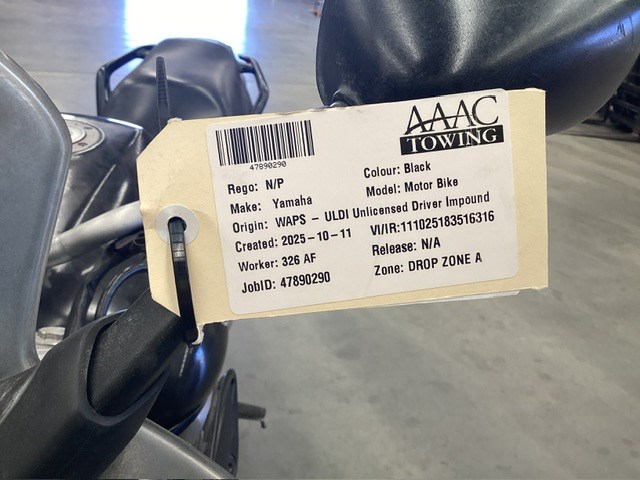 AAAC
TOWING
47890290
Rego: N/P
Colour: Black
Make: Yamaha
Model: Motor Bike
Origin: WAPS - ULDI Unlicensed Driver Impound
Created: 2025-10-11
VI/IR:111025183516316
Worker: 326 AF
Release: N/A
JobID: 47890290
Zone: DROP ZONE A